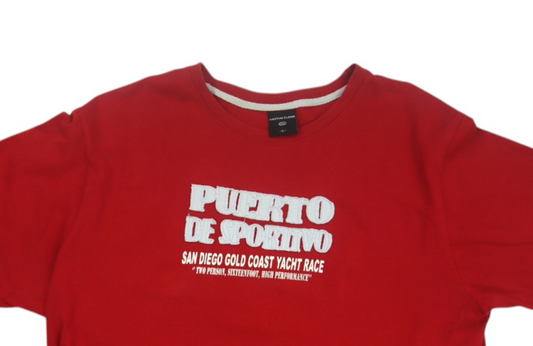 PUERTO
DE SPORTIVO
SAN DIEGO GOLD COAST YACHT RACE
" TWO PERSON, SIXTEENFOOT, HIGH PERFORMANCE"